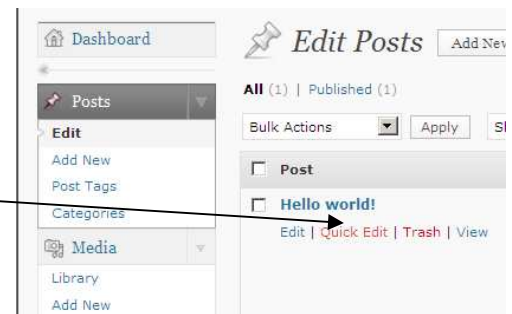 Dashboard
Posts
Edit
Add New
Post Tags
Categories
Media
Library
Add New
Edit Posts Add New
All (1) | Published (1)
Bulk Actions Apply
Post
Hello world!
Edit | Quick Edit | Trash | View